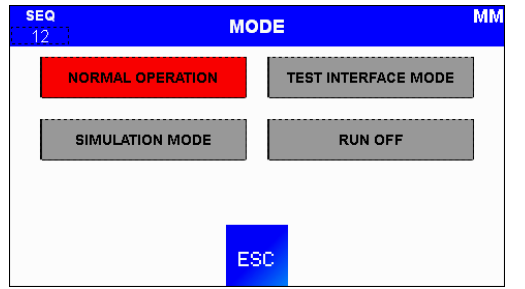 SEQ
MODE
MM
12
NORMAL OPERATION
TEST INTERFACE MODE
SIMULATION MODE
RUN OFF
ESC